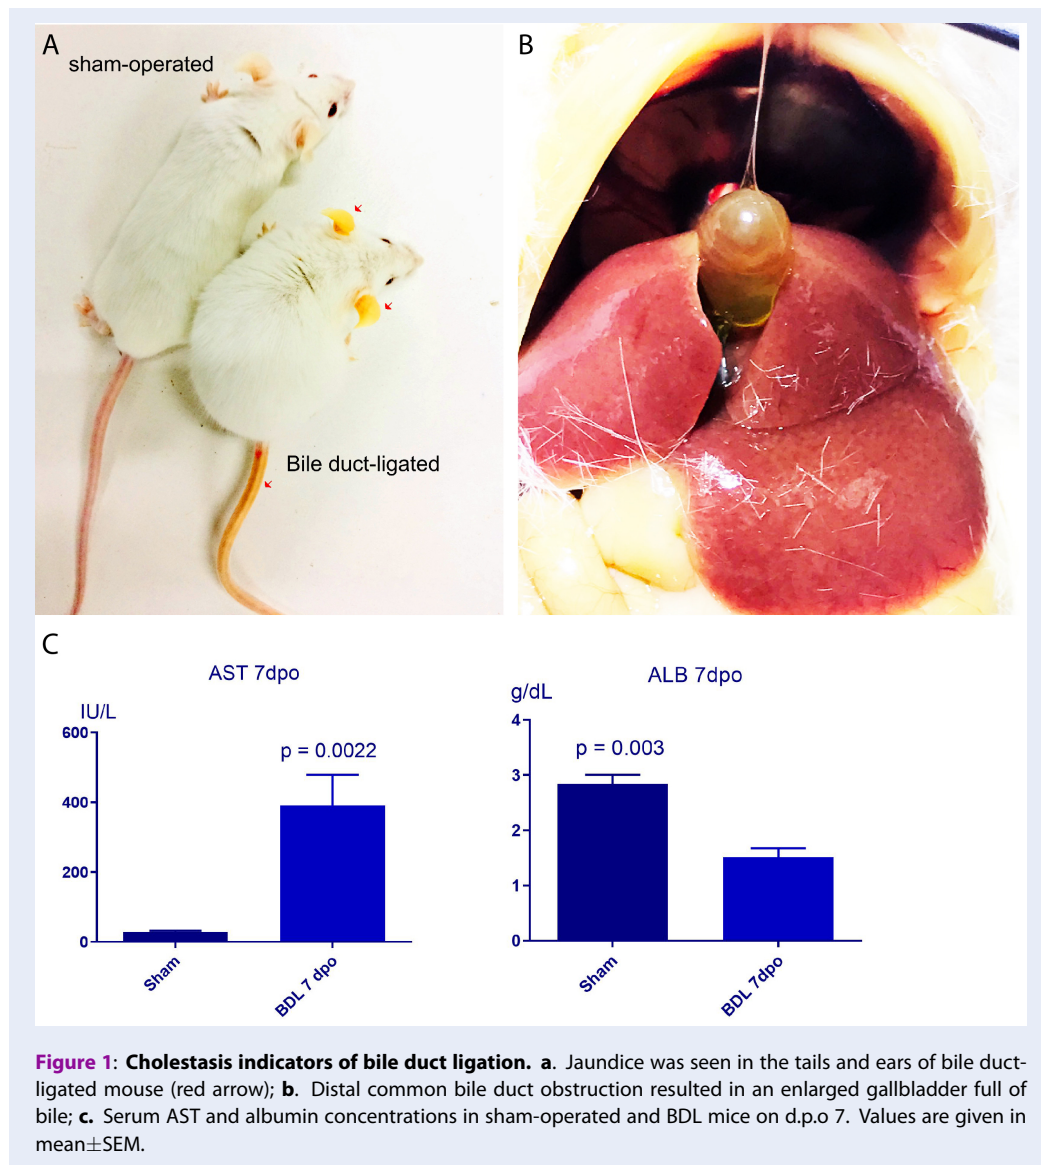 A
sham-operated
Bile duct-ligated
B
C
AST 7dpo
IU/L
600
400
200
0
p = 0.0022
Sham
BDL 7 dpo
ALB 7dpo
g/dL
4
3
2
1
0
p = 0.003
Sham
BDL 7dpo
Figure 1: Cholestasis indicators of bile duct ligation. a. Jaundice was seen in the tails and ears of bile duct-
ligated mouse (red arrow); b. Distal common bile duct obstruction resulted in an enlarged gallbladder full of
bile; c. Serum AST and albumin concentrations in sham-operated and BDL mice on d.p.o 7. Values are given in
mean±SEM.